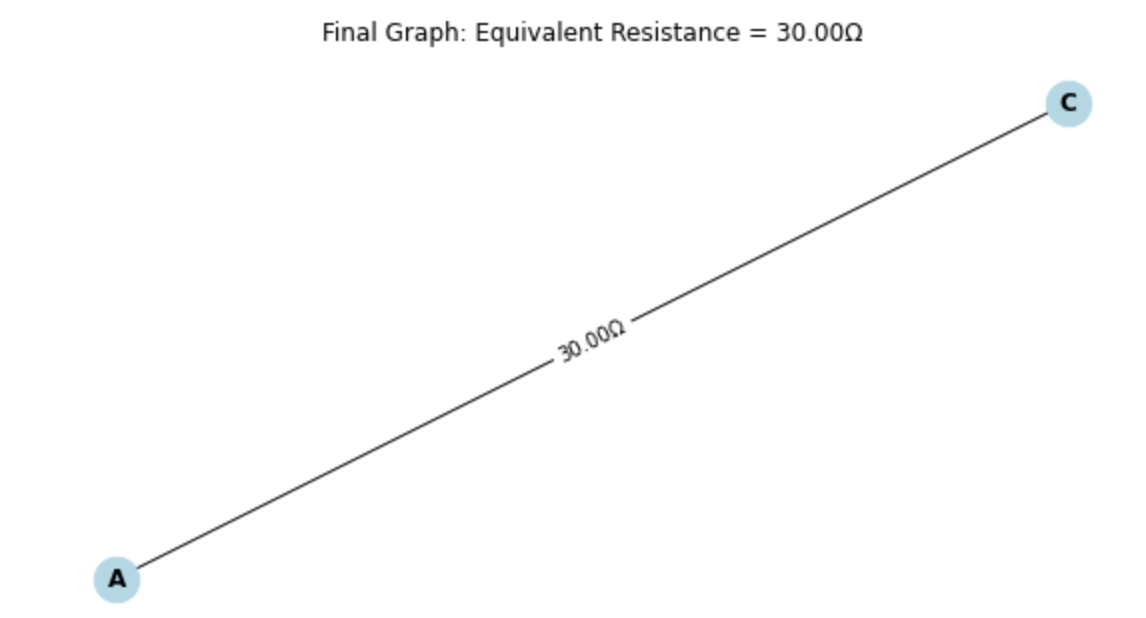 Final Graph: Equivalent Resistance = 30.00Ω
C
30.00Ω
A